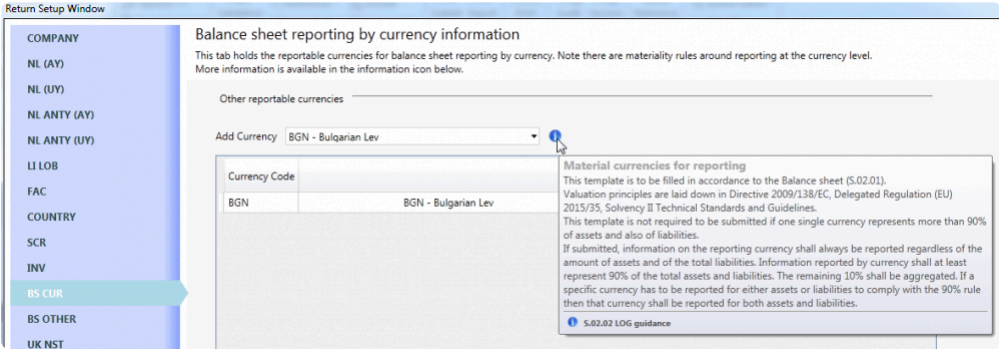 Return Setup Window
COMPANY
NL (AY)
NL (UY)
NL ANTY (AY)
NL ANTY (UY)
LI LOB
FAC
COUNTRY
SCR
INV
BS CUR
BS OTHER
UK NST
Balance sheet reporting by currency information
This tab holds the reportable currencies for balance sheet reporting by currency. Note there are materiality rules around reporting at the currency level.
More information is available in the information icon below.
Other reportable currencies
Add Currency BGN - Bulgarian Lev
Currency Code
BGN BGN - Bulgarian Lev
Material currencies for reporting
This template is to be filled in accordance to the Balance sheet (S.02.01).
Valuation principles are laid down in Directive 2009/138/EC, Delegated Regulation (EU)
2015/35, Solvency II Technical Standards and Guidelines.
This template is not required to be submitted if one single currency represents more than 90%
of assets and also of liabilities.
If submitted, information on the reporting currency shall always be reported regardless of the
amount of assets and of the total liabilities. Information reported by currency shall at least
represent 90% of the total assets and liabilities. The remaining 10% shall be aggregated. If a
specific currency has to be reported for either assets or liabilities to comply with the 90% rule
then that currency shall be reported for both assets and liabilities.
S.02.02 LOG guidance